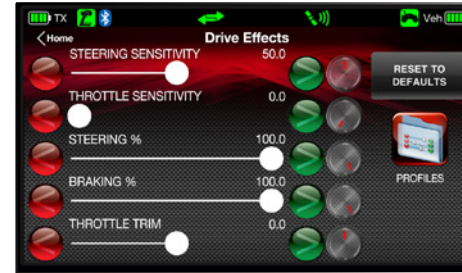 TX
Veh
Home
Drive Effects
STEERING SENSITIVITY 50.0
THROTTLE SENSITIVITY 0.0
STEERING % 100.0
BRAKING % 100.0
THROTTLE TRIM 0.0
RESET TO
DEFAULTS
PROFILES